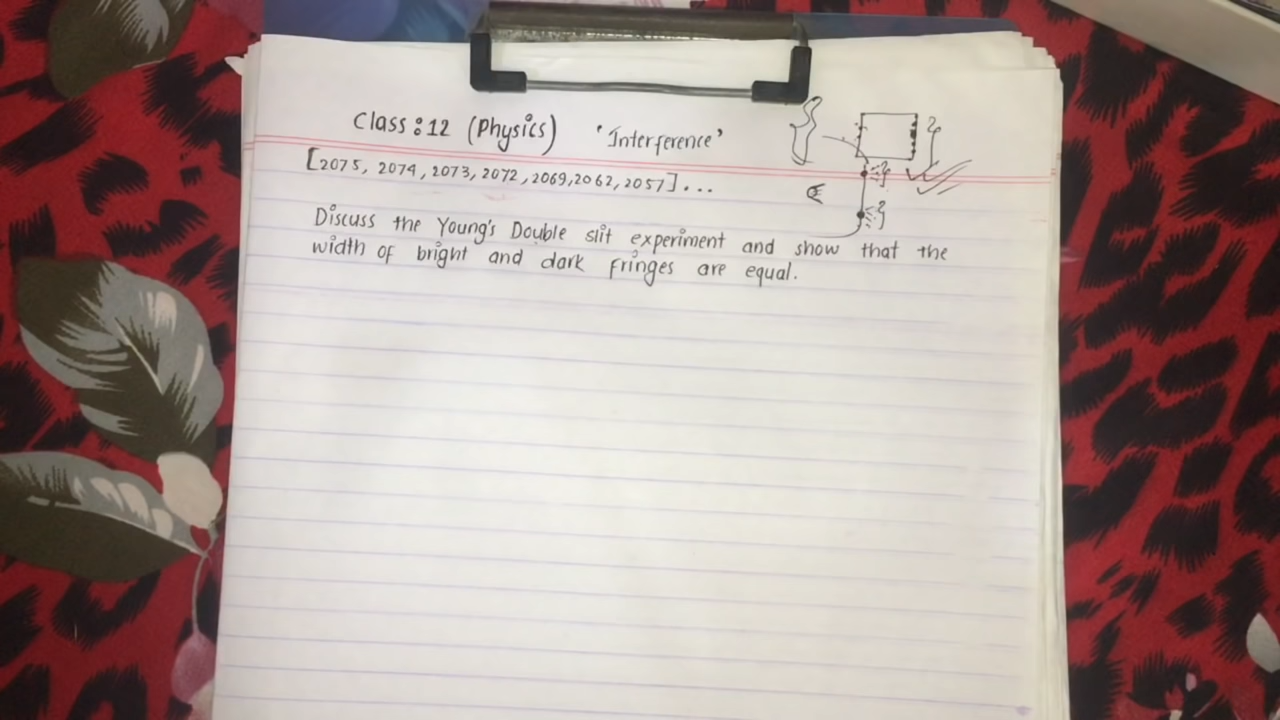 Class:12 (Physics) 'Interference'
[2075, 2074, 2073, 2072, 2069, 2062, 2057]...
Discuss the Young's Double slit experiment and show that the
width of bright and dark fringes are equal.